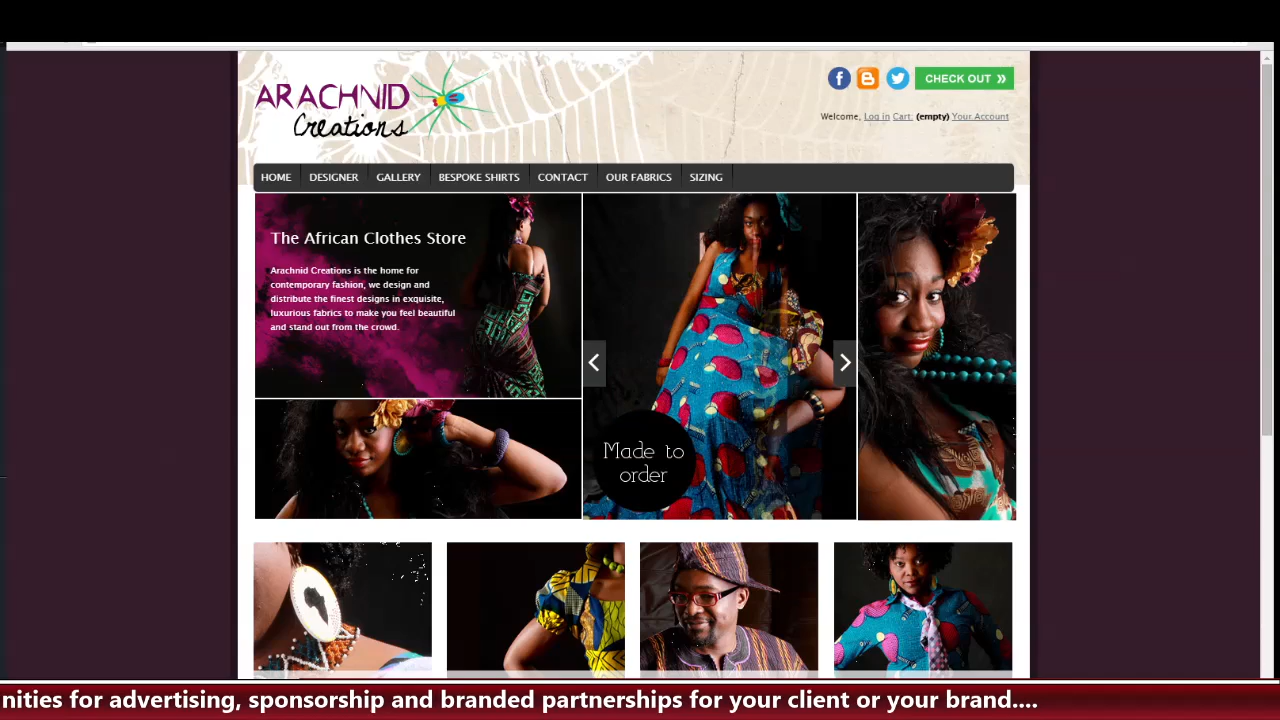 ARACHNID
Creations
CHECK OUT »
Welcome, Log in Cart: (empty) Your Account
HOME DESIGNER GALLERY BESPOKE SHIRTS CONTACT OUR FABRICS SIZING
The African Clothes Store
Arachnid Creations is the home for
contemporary fashion, we design and
distribute the finest designs in exquisite,
luxurious fabrics to make you feel beautiful
and stand out from the crowd.
Made to
order
nities for advertising, sponsorship and branded partnerships for your client or your brand....